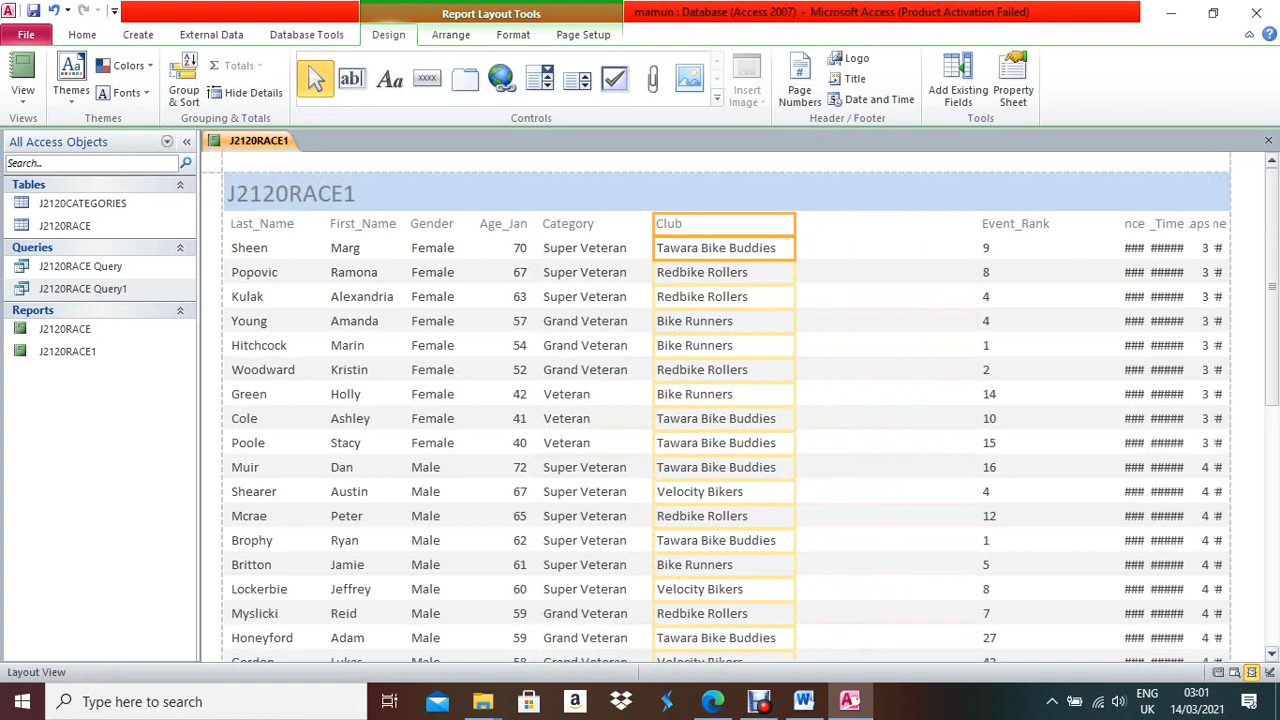 Report Layout Tools
mamun : Database (Access 2007) - Microsoft Access (Product Activation Failed)
File Home Create External Data Database Tools Design Arrange Format Page Setup
View
Themes
Colors
Fonts
Group & Sort
Σ Totals
Hide Details
ab|
Aa
xxxx
Insert Image
Page Numbers
Logo
Title
Date and Time
Add Existing Fields
Property Sheet
Views Themes Grouping & Totals Controls Header / Footer Tools
All Access Objects
Search...
Tables
J2120CATEGORIES
J2120RACE
Queries
J2120RACE Query
J2120RACE Query1
Reports
J2120RACE
J2120RACE1
J2120RACE1
J2120RACE1
Last_Name First_Name Gender Age_Jan Category Club Event_Rank nce _Time aps ne
Sheen Marg Female 70 Super Veteran Tawara Bike Buddies 9 ### ##### 3 #
Popovic Ramona Female 67 Super Veteran Redbike Rollers 8 ### ##### 3 #
Kulak Alexandria Female 63 Super Veteran Redbike Rollers 4 ### ##### 3 #
Young Amanda Female 57 Grand Veteran Bike Runners 4 ### ##### 3 #
Hitchcock Marin Female 54 Grand Veteran Bike Runners 1 ### ##### 3 #
Woodward Kristin Female 52 Grand Veteran Redbike Rollers 2 ### ##### 3 #
Green Holly Female 42 Veteran Bike Runners 14 ### ##### 3 #
Cole Ashley Female 41 Veteran Tawara Bike Buddies 10 ### ##### 3 #
Poole Stacy Female 40 Veteran Tawara Bike Buddies 15 ### ##### 3 #
Muir Dan Male 72 Super Veteran Tawara Bike Buddies 16 ### ##### 4 #
Shearer Austin Male 67 Super Veteran Velocity Bikers 4 ### ##### 4 #
Mcrae Peter Male 65 Super Veteran Redbike Rollers 12 ### ##### 4 #
Brophy Ryan Male 62 Super Veteran Tawara Bike Buddies 1 ### ##### 4 #
Britton Jamie Male 61 Super Veteran Bike Runners 5 ### ##### 4 #
Lockerbie Jeffrey Male 60 Super Veteran Velocity Bikers 8 ### ##### 4 #
Myslicki Reid Male 59 Grand Veteran Redbike Rollers 7 ### ##### 4 #
Honeyford Adam Male 59 Grand Veteran Tawara Bike Buddies 27 ### ##### 4 #
Layout View
Type here to search
ENG
UK
03:01
14/03/2021